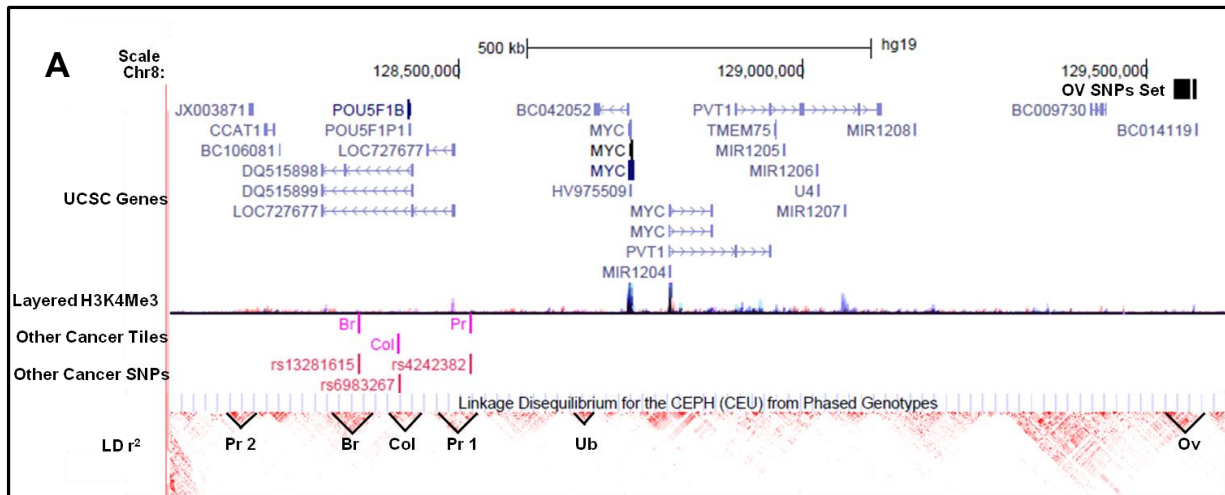 A
Scale
500 kb
hg19
Chr8:
128,500,000
129,000,000
129,500,000
OV SNPs Set
JX003871
POU5F1B
BC042052
PVT1
BC009730
CCAT1
POU5F1P1
MYC
TMEM75
MIR1208
BC014119
BC106081
LOC727677
MYC
MIR1205
DQ515898
MYC
MIR1206
UCSC Genes
DQ515899
HV975509
U4
LOC727677
MYC
MIR1207
MYC
PVT1
MIR1204
Layered H3K4Me3
Other Cancer Tiles
Br
Pr
Col
Other Cancer SNPs
rs13281615
rs4242382
rs6983267
Linkage Disequilibrium for the CEPH (CEU) from Phased Genotypes
LD r²
Pr 2
Br
Col
Pr 1
Ub
Ov